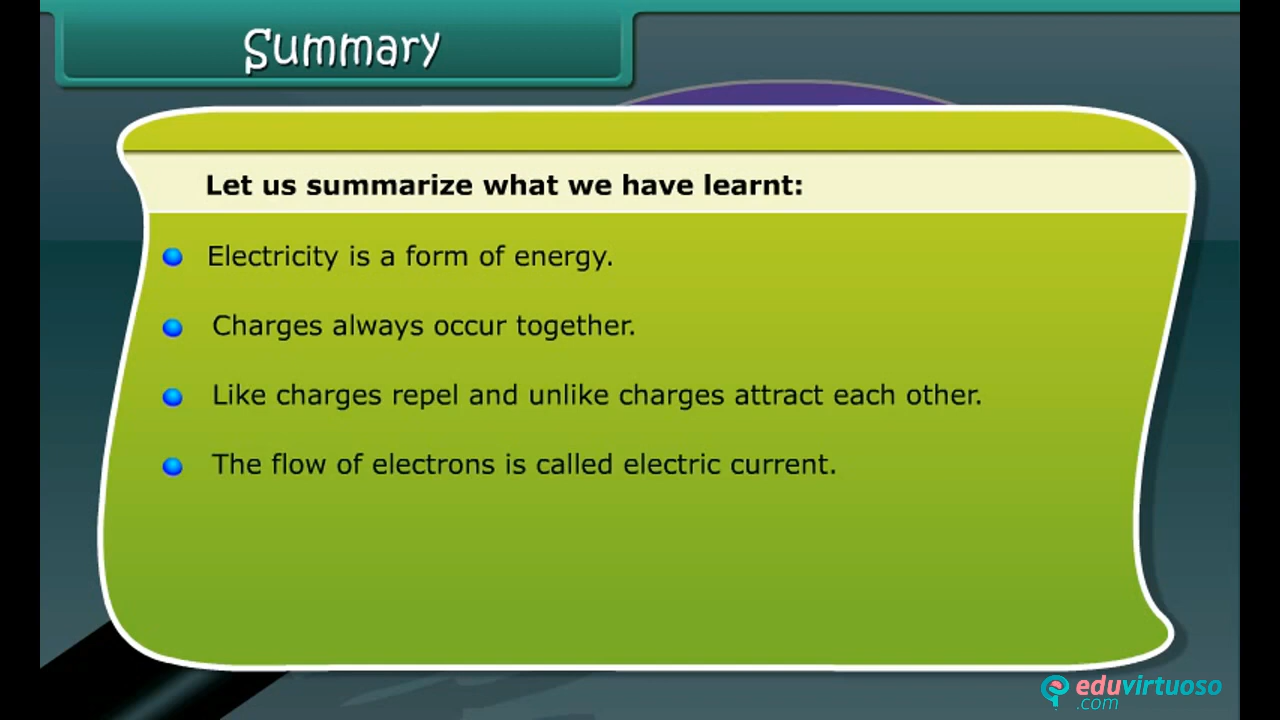 Summary
Let us summarize what we have learnt:
Electricity is a form of energy.
Charges always occur together.
Like charges repel and unlike charges attract each other.
The flow of electrons is called electric current.
eduvirtuoso
.com